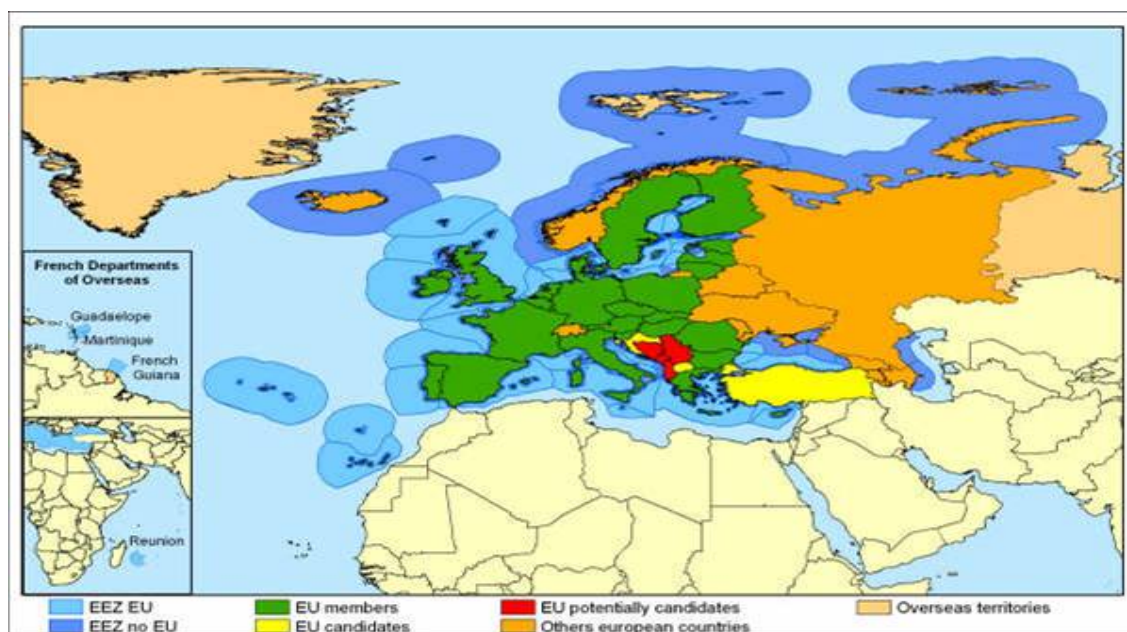 French Departments
of Overseas
Guadaelope
Martinique
French
Guiana
Reunion
EEZ EU
EU members
EU potentially candidates
Overseas territories
EEZ no EU
EU candidates
Others european countries